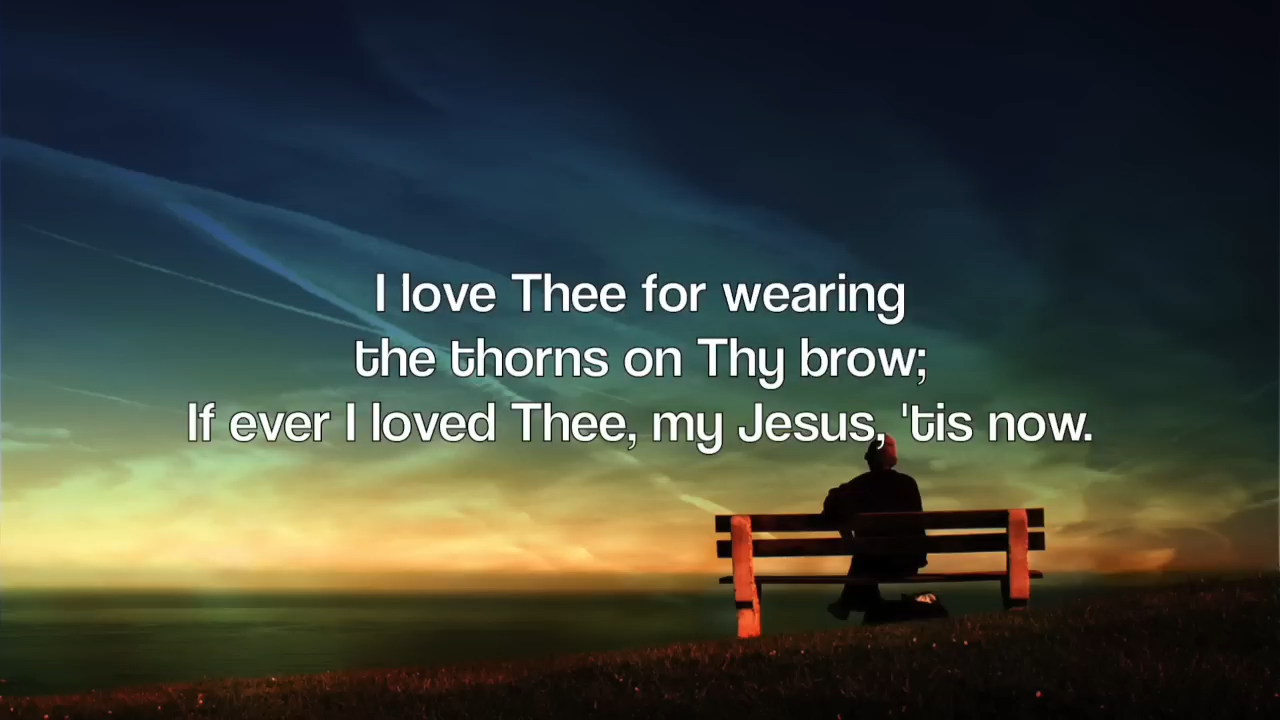 I love Thee for wearing
the thorns on Thy brow;
If ever I loved Thee, my Jesus, 'tis now.